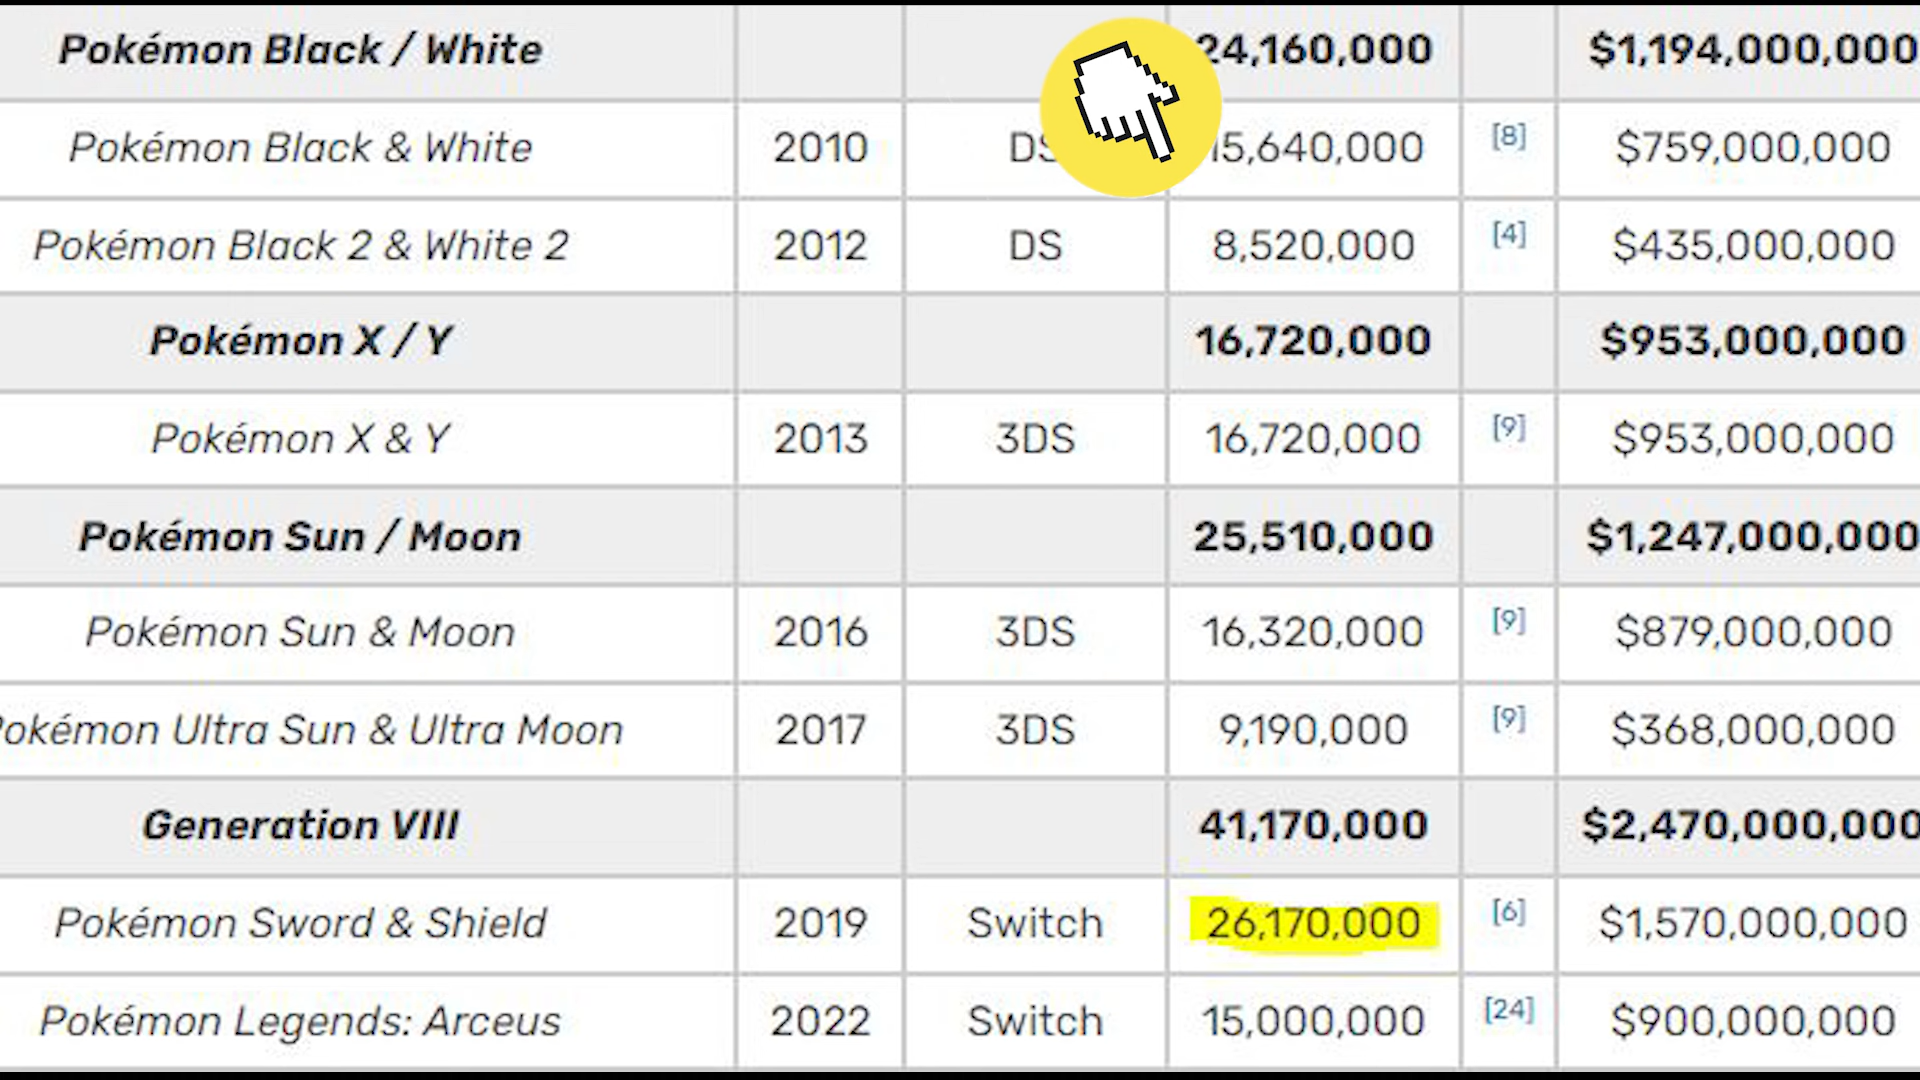 Pokémon Black / White 24,160,000 $1,194,000,000
Pokémon Black & White 2010 DS 15,640,000 [8] $759,000,000
Pokémon Black 2 & White 2 2012 DS 8,520,000 [4] $435,000,000
Pokémon X / Y 16,720,000 $953,000,000
Pokémon X & Y 2013 3DS 16,720,000 [9] $953,000,000
Pokémon Sun / Moon 25,510,000 $1,247,000,000
Pokémon Sun & Moon 2016 3DS 16,320,000 [9] $879,000,000
Pokémon Ultra Sun & Ultra Moon 2017 3DS 9,190,000 [9] $368,000,000
Generation VIII 41,170,000 $2,470,000,000
Pokémon Sword & Shield 2019 Switch 26,170,000 [6] $1,570,000,000
Pokémon Legends: Arceus 2022 Switch 15,000,000 [24] $900,000,000